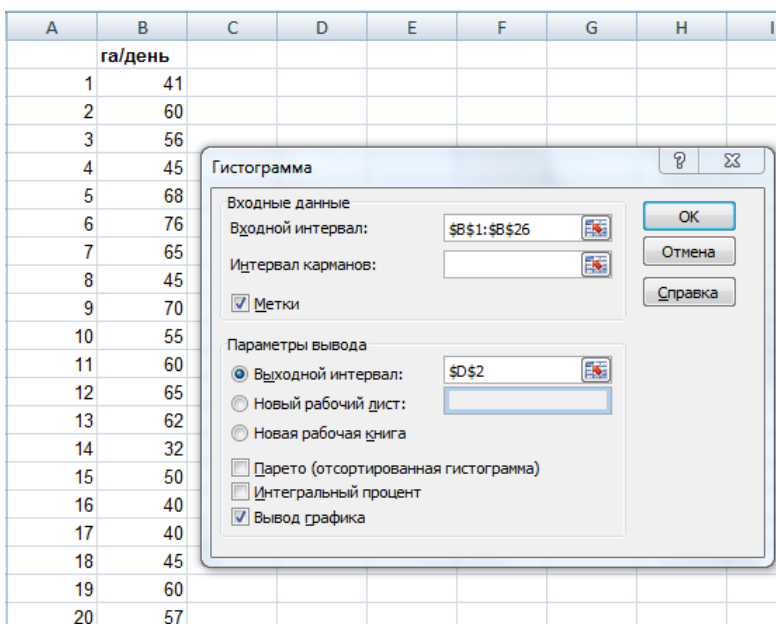 A B C D E F G H I
га/день
1 41
2 60
3 56
4 45
5 68
6 76
7 65
8 45
9 70
10 55
11 60
12 65
13 62
14 32
15 50
16 40
17 40
18 45
19 60
20 57
Гистограмма
Входные данные
Входной интервал: $B$1:$B$26
Интервал карманов:
Метки
OK
Отмена
Справка
Параметры вывода
Выходной интервал: $D$2
Новый рабочий лист:
Новая рабочая книга
Парето (отсортированная гистограмма)
Интегральный процент
Вывод графика